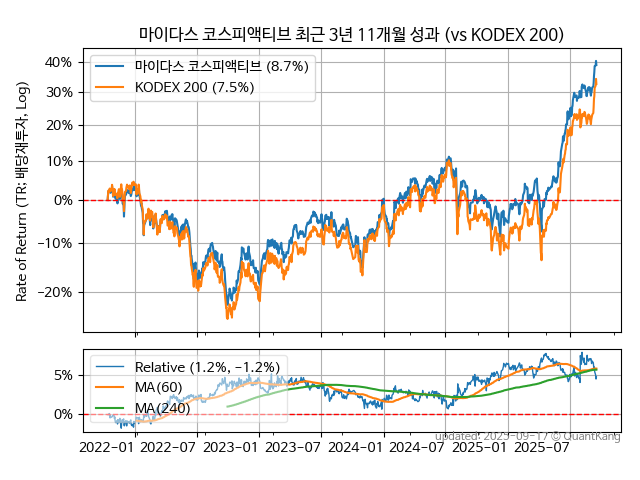 마이다스 코스피액티브 최근 3년 11개월 성과 (vs KODEX 200)
Rate of Return (TR: 배당재투자, Log)
40%
30%
20%
10%
0%
−10%
−20%
마이다스 코스피액티브 (8.7%)
KODEX 200 (7.5%)
5%
0%
Relative (1.2%, −1.2%)
MA(60)
MA(240)
2022−01 2022−07 2023−01 2023−07 2024−01 2024−07 2025−01 2025−07
updated: 2025−09−17 © QuantKang